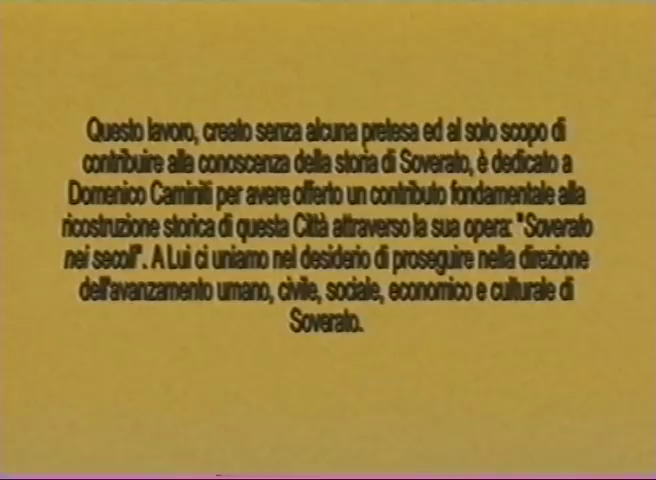 Questo lavoro, creato senza alcuna pretesa ed al solo scopo di
contribuire alla conoscenza della storia di Soverato, è dedicato a
Domenico Caminiti per avere offerto un contributo fondamentale alla
ricostruzione storica di questa Città attraverso la sua opera: "Soverato
nei secoli". A Lui ci uniamo nel desiderio di proseguire nella direzione
dell'avanzamento umano, civile, sociale, economico e culturale di
Soverato.